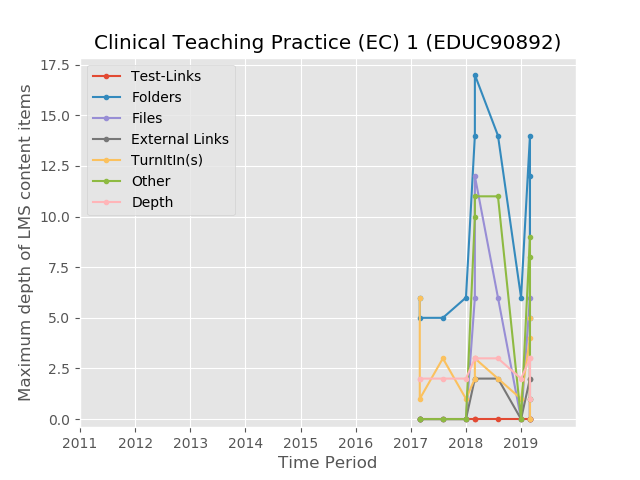 Clinical Teaching Practice (EC) 1 (EDUC90892)
Maximum depth of LMS content items
17.5
15.0
12.5
10.0
7.5
5.0
2.5
0.0
Test-Links
Folders
Files
External Links
TurnItIn(s)
Other
Depth
2011 2012 2013 2014 2015 2016 2017 2018 2019
Time Period